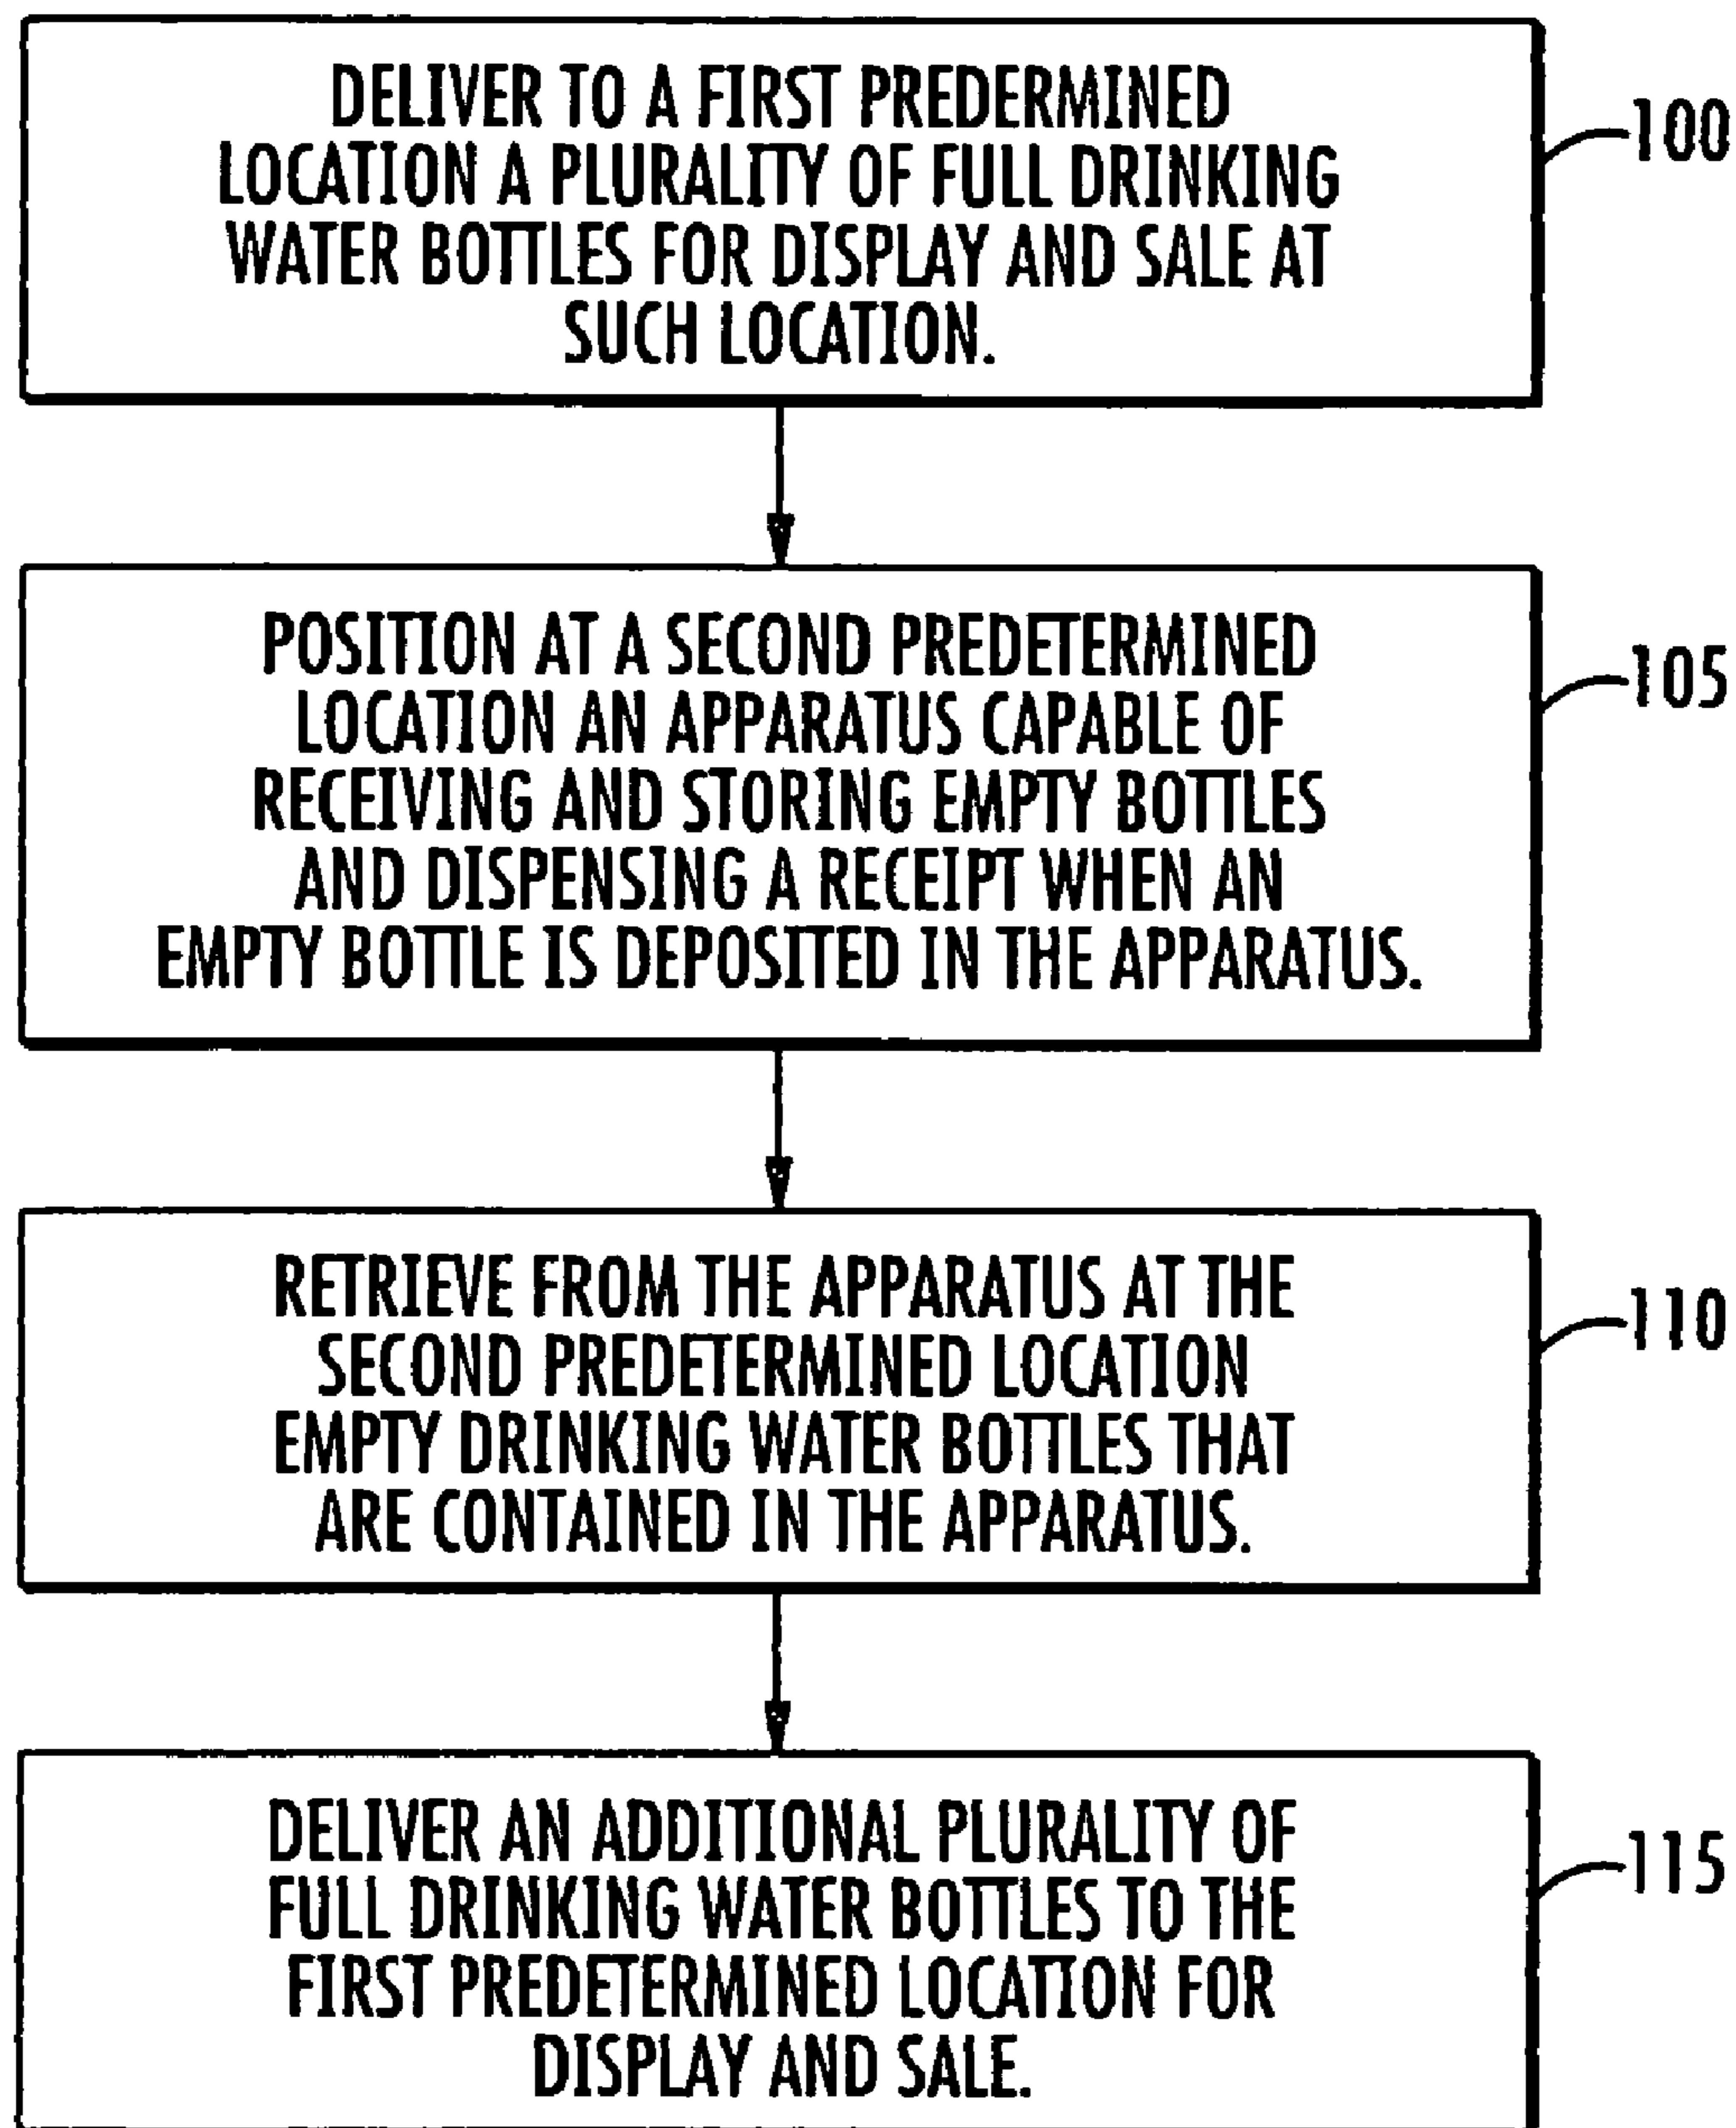 DELIVER TO A FIRST PREDERMINED
LOCATION A PLURALITY OF FULL DRINKING
WATER BOTTLES FOR DISPLAY AND SALE AT
SUCH LOCATION.
100
POSITION AT A SECOND PREDETERMINED
LOCATION AN APPARATUS CAPABLE OF
RECEIVING AND STORING EMPTY BOTTLES
AND DISPENSING A RECEIPT WHEN AN
EMPTY BOTTLE IS DEPOSITED IN THE APPARATUS.
105
RETRIEVE FROM THE APPARATUS AT THE
SECOND PREDETERMINED LOCATION
EMPTY DRINKING WATER BOTTLES THAT
ARE CONTAINED IN THE APPARATUS.
110
DELIVER AN ADDITIONAL PLURALITY OF
FULL DRINKING WATER BOTTLES TO THE
FIRST PREDETERMINED LOCATION FOR
DISPLAY AND SALE.
115